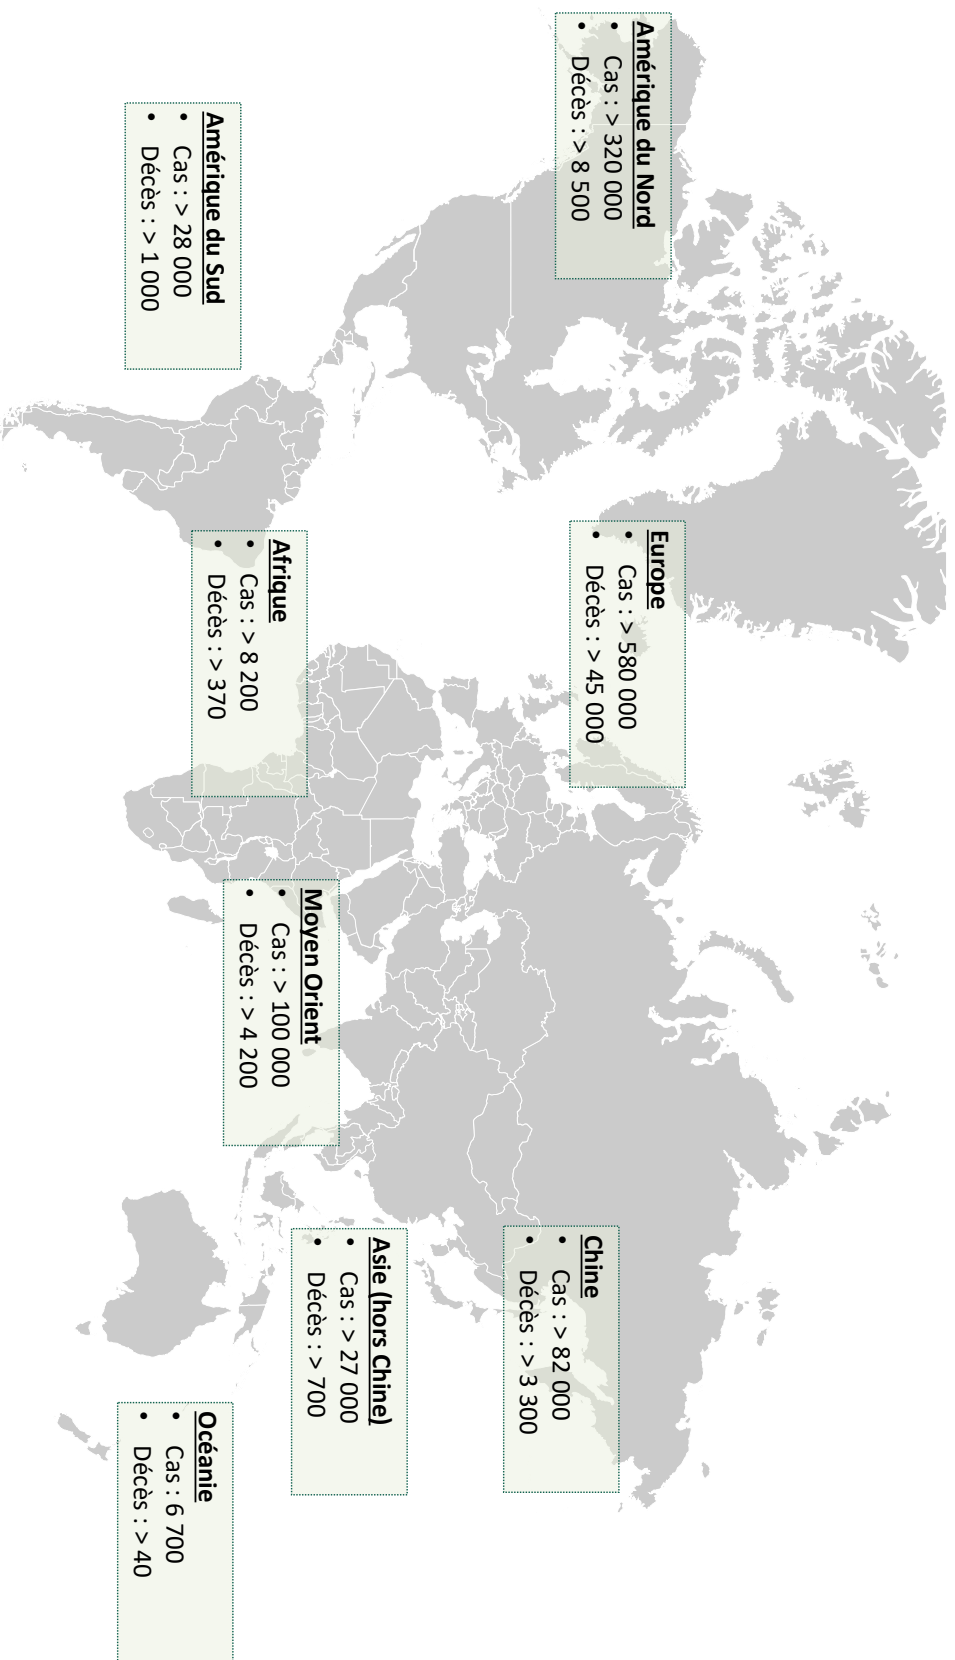 Amérique du Nord
• Cas : > 320 000
• Décès : > 8 500
Europe
• Cas : > 580 000
• Décès : > 45 000
Chine
• Cas : > 82 000
• Décès : > 3 300
Asie (hors Chine)
• Cas : > 27 000
• Décès : > 700
Moyen Orient
• Cas : > 100 000
• Décès : > 4 200
Afrique
• Cas : > 8 200
• Décès : > 370
Amérique du Sud
• Cas : > 28 000
• Décès : > 1 000
Océanie
• Cas : 6 700
• Décès : > 40